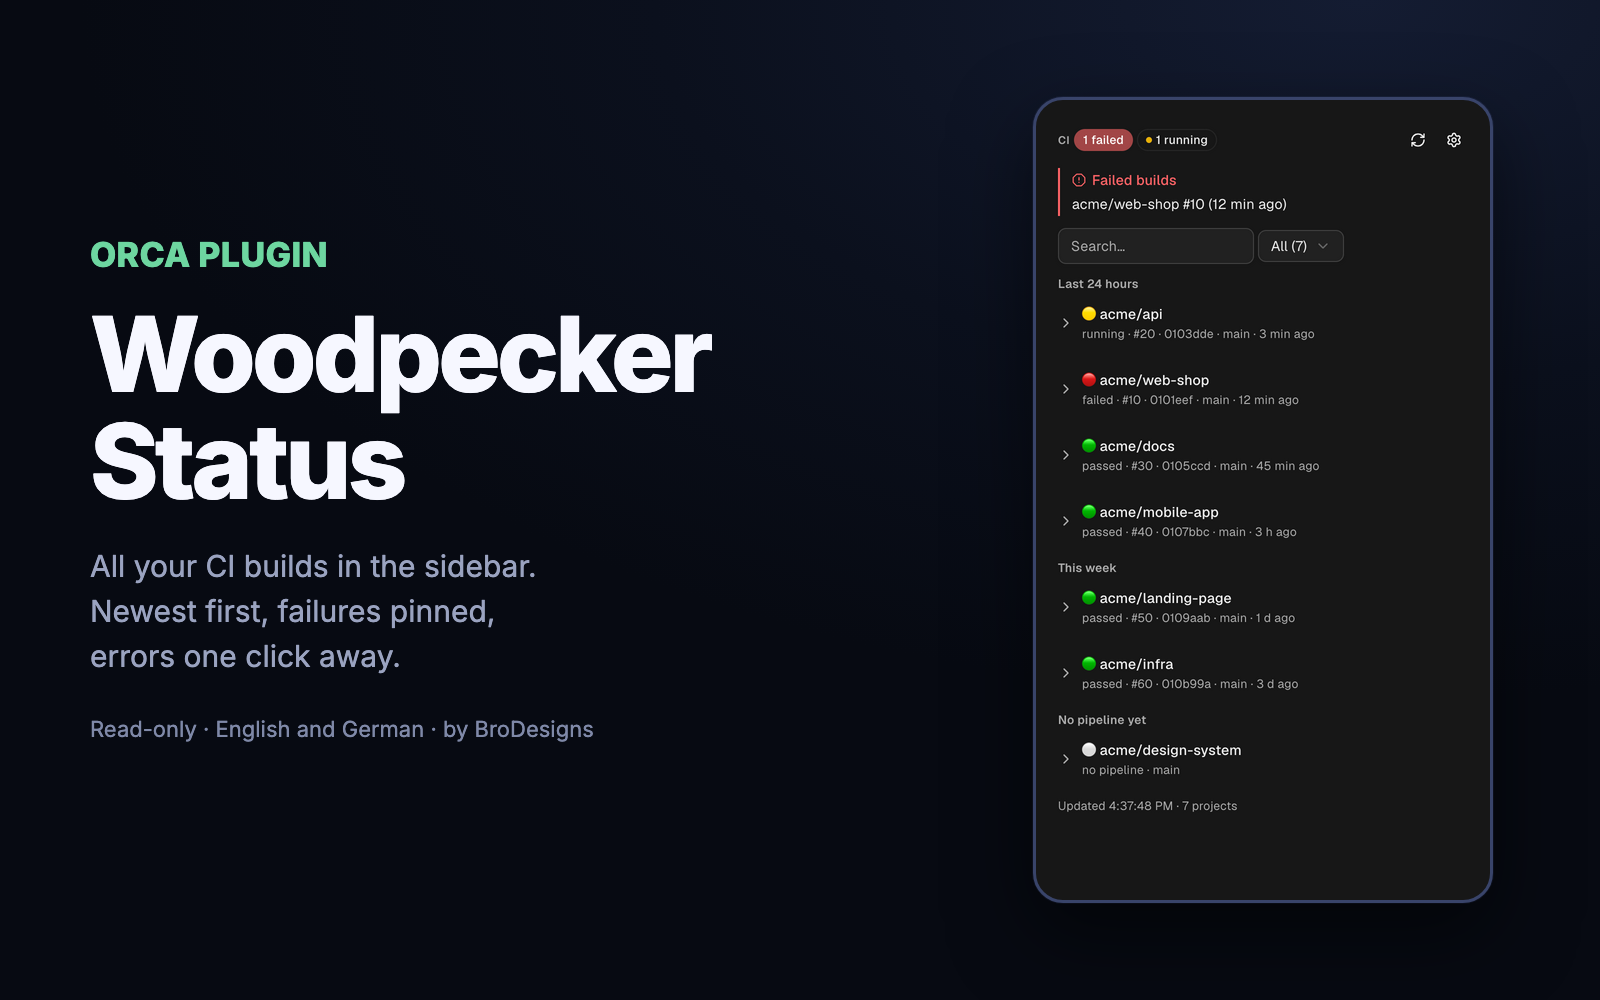 ORCA PLUGIN
Woodpecker
Status
All your CI builds in the sidebar.
Newest first, failures pinned,
errors one click away.
Read-only · English and German · by BroDesigns
CI 1 failed 1 running
Failed builds
acme/web-shop #10 (12 min ago)
Search... All (7)
Last 24 hours
acme/api
running · #20 · 0103dde · main · 3 min ago
acme/web-shop
failed · #10 · 0101eef · main · 12 min ago
acme/docs
passed · #30 · 0105ccd · main · 45 min ago
acme/mobile-app
passed · #40 · 0107bbc · main · 3 h ago
This week
acme/landing-page
passed · #50 · 0109aab · main · 1 d ago
acme/infra
passed · #60 · 010b99a · main · 3 d ago
No pipeline yet
acme/design-system
no pipeline · main
Updated 4:37:48 PM · 7 projects